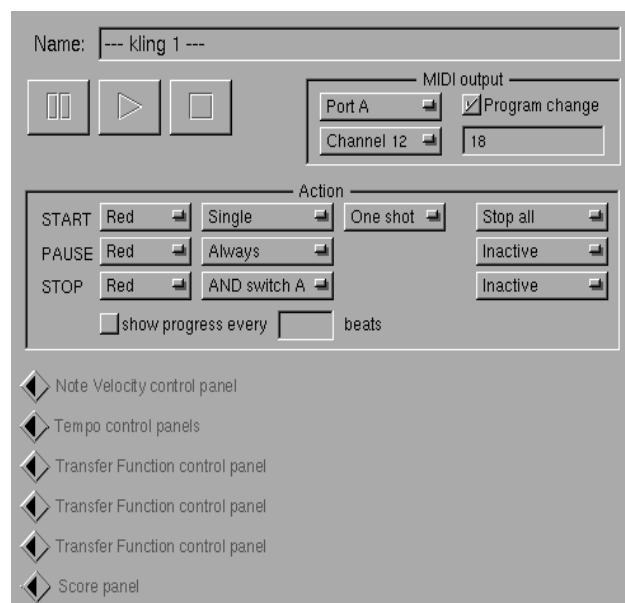 Name: --- kling 1 ---
MIDI output
Port A Program change
Channel 12 18
Action
START Red Single One shot Stop all
PAUSE Red Always Inactive
STOP Red AND switch A Inactive
show progress every beats
Note Velocity control panel
Tempo control panels
Transfer Function control panel
Transfer Function control panel
Transfer Function control panel
Score panel